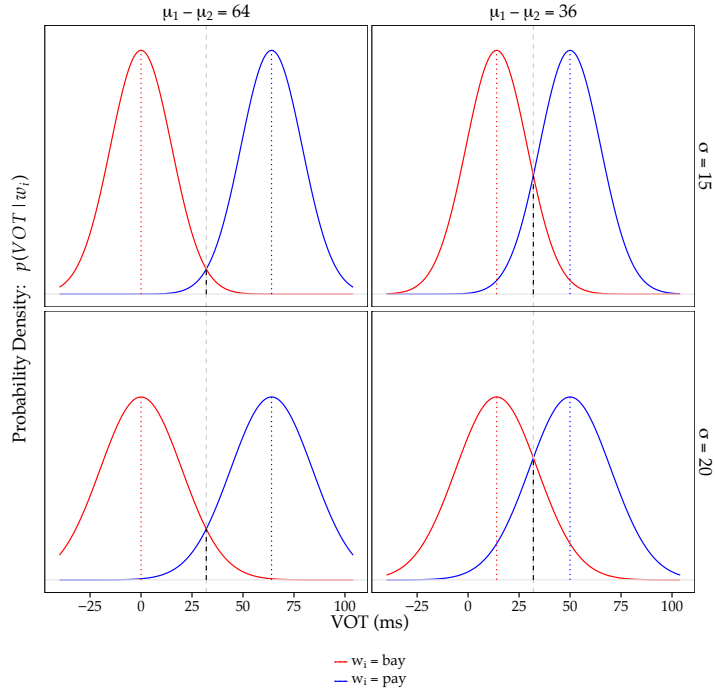 μ₁ − μ₂ = 64
μ₁ − μ₂ = 36
Probability Density: p(VOT | wᵢ)
σ = 15
σ = 20
−25 0 25 50 75 100
−25 0 25 50 75 100
VOT (ms)
wᵢ = bay
wᵢ = pay